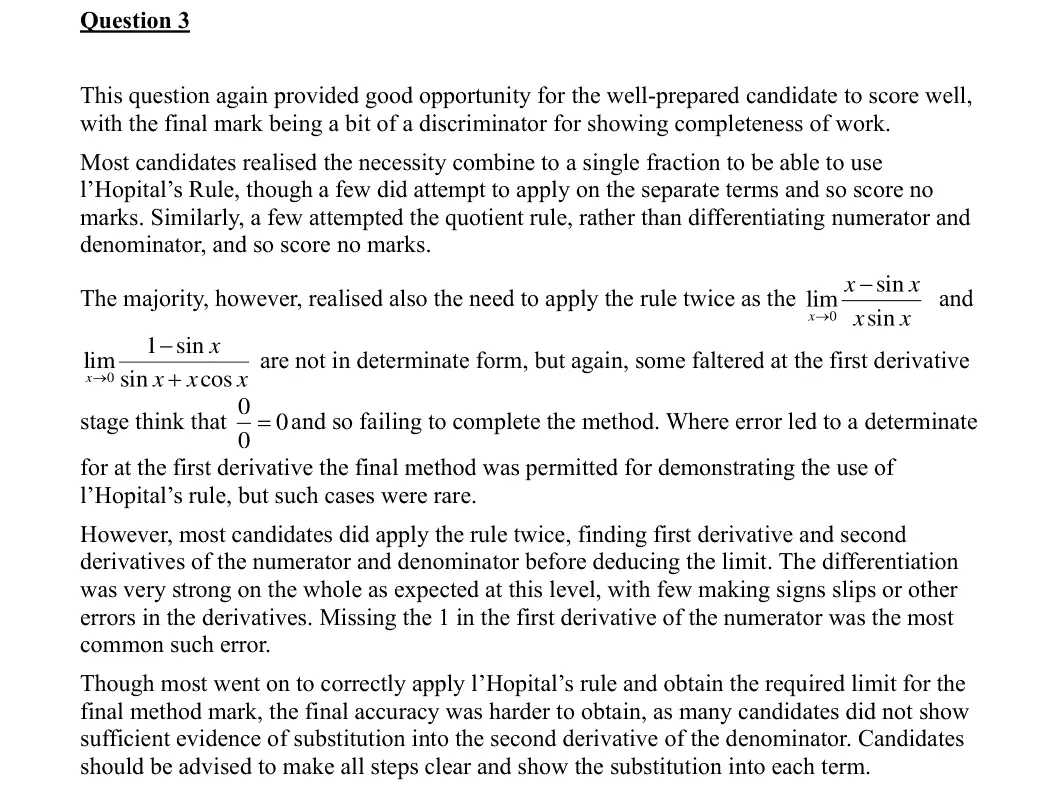 Question 3
This question again provided good opportunity for the well-prepared candidate to score well,
with the final mark being a bit of a discriminator for showing completeness of work.
Most candidates realised the necessity combine to a single fraction to be able to use
l’Hopital’s Rule, though a few did attempt to apply on the separate terms and so score no
marks. Similarly, a few attempted the quotient rule, rather than differentiating numerator and
denominator, and so score no marks.
The majority, however, realised also the need to apply the rule twice as the lim x→0 (x − sin x)/(x sin x) and
lim x→0 (1 − sin x)/(sin x + x cos x) are not in determinate form, but again, some faltered at the first derivative
stage think that 0/0 = 0 and so failing to complete the method. Where error led to a determinate
for at the first derivative the final method was permitted for demonstrating the use of
l’Hopital’s rule, but such cases were rare.
However, most candidates did apply the rule twice, finding first derivative and second
derivatives of the numerator and denominator before deducing the limit. The differentiation
was very strong on the whole as expected at this level, with few making signs slips or other
errors in the derivatives. Missing the 1 in the first derivative of the numerator was the most
common such error.
Though most went on to correctly apply l’Hopital’s rule and obtain the required limit for the
final method mark, the final accuracy was harder to obtain, as many candidates did not show
sufficient evidence of substitution into the second derivative of the denominator. Candidates
should be advised to make all steps clear and show the substitution into each term.